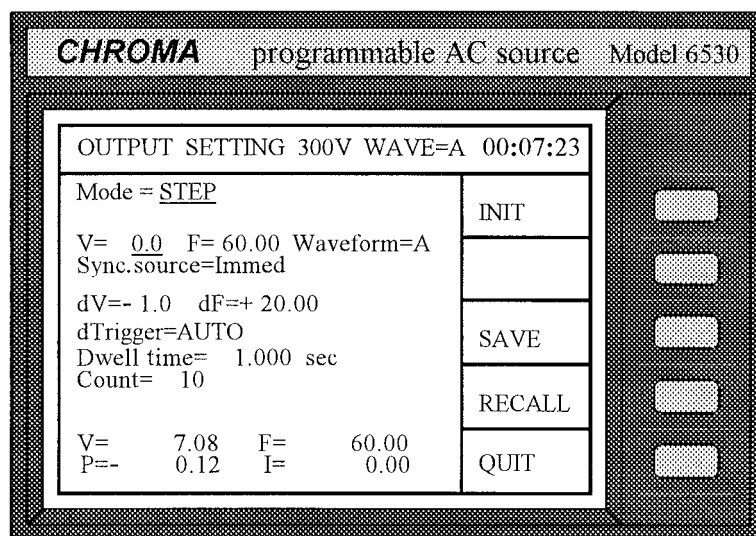 CHROMA programmable AC source Model 6530
OUTPUT SETTING 300V WAVE=A 00:07:23
Mode = STEP
INIT
V= 0.0 F= 60.00 Waveform=A
Sync.source=Immed
dV=- 1.0 dF=+ 20.00
dTrigger=AUTO
SAVE
Dwell time= 1.000 sec
Count= 10
RECALL
V= 7.08 F= 60.00
P=- 0.12 I= 0.00
QUIT